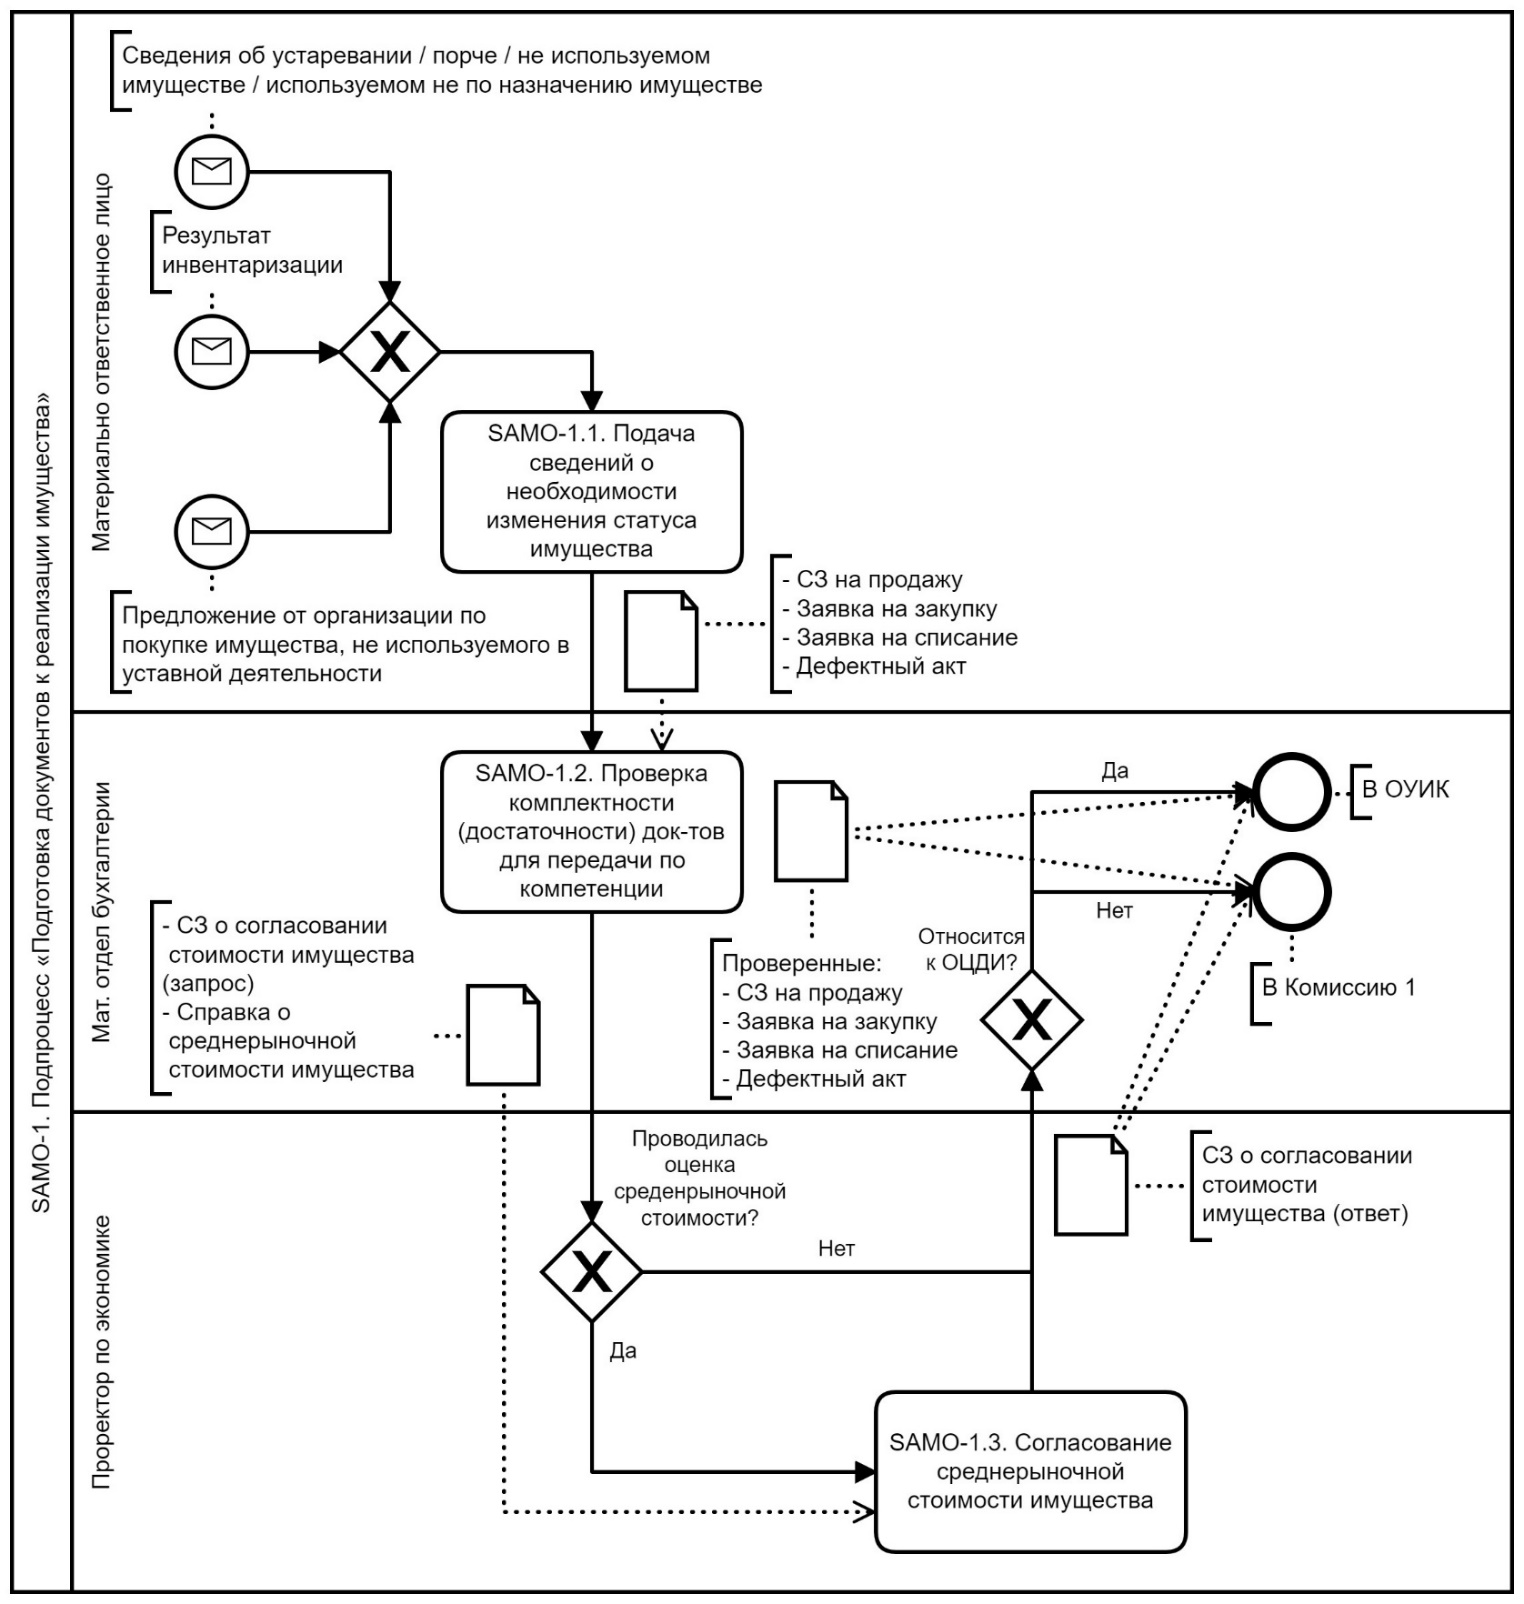 SAMO-1. Подпроцесс «Подготовка документов к реализации имущества»
Материально ответственное лицо
Сведения об устаревании / порче / не используемом
имуществе / используемом не по назначению имуществе
Результат
инвентаризации
X
SAMO-1.1. Подача
сведений о
необходимости
изменения статуса
имущества
Предложение от организации по
покупке имущества, не используемого в
уставной деятельности
- СЗ на продажу
- Заявка на закупку
- Заявка на списание
- Дефектный акт
Мат. отдел бухгалтерии
SAMO-1.2. Проверка
комплектности
(достаточности) док-тов
для передачи по
компетенции
- СЗ о согласовании
стоимости имущества
(запрос)
- Справка о
среднерыночной
стоимости имущества
Проверенные:
- СЗ на продажу
- Заявка на закупку
- Заявка на списание
- Дефектный акт
Относится
к ОЦДИ?
X
Да
Нет
В ОУИК
В Комиссию 1
Проректор по экономике
Проводилась
оценка
среденрыночной
стоимости?
X
Нет
Да
СЗ о согласовании
стоимости
имущества (ответ)
SAMO-1.3. Согласование
среднерыночной
стоимости имущества